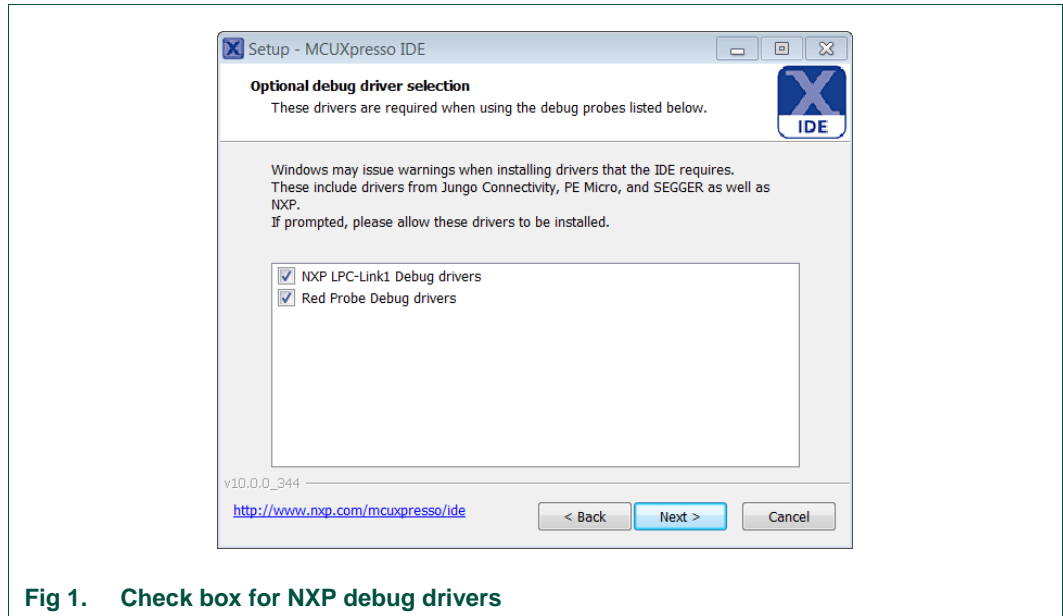 Setup - MCUXpresso IDE
Optional debug driver selection
These drivers are required when using the debug probes listed below.
IDE
Windows may issue warnings when installing drivers that the IDE requires.
These include drivers from Jungo Connectivity, PE Micro, and SEGGER as well as
NXP.
If prompted, please allow these drivers to be installed.
NXP LPC-Link1 Debug drivers
Red Probe Debug drivers
v10.0.0_344
http://www.nxp.com/mcuxpresso/ide
< Back Next > Cancel
Fig 1. Check box for NXP debug drivers